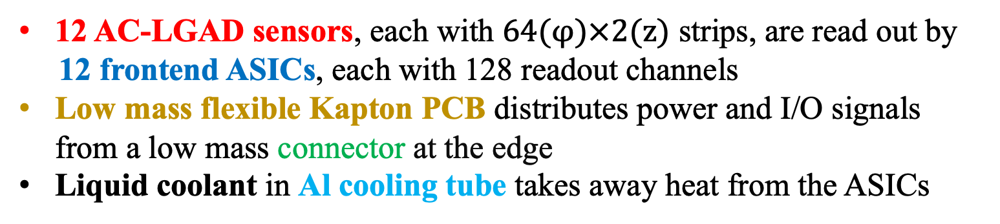 • 12 AC-LGAD sensors, each with 64(φ)×2(z) strips, are read out by
12 frontend ASICs, each with 128 readout channels
• Low mass flexible Kapton PCB distributes power and I/O signals
from a low mass connector at the edge
• Liquid coolant in Al cooling tube takes away heat from the ASICs